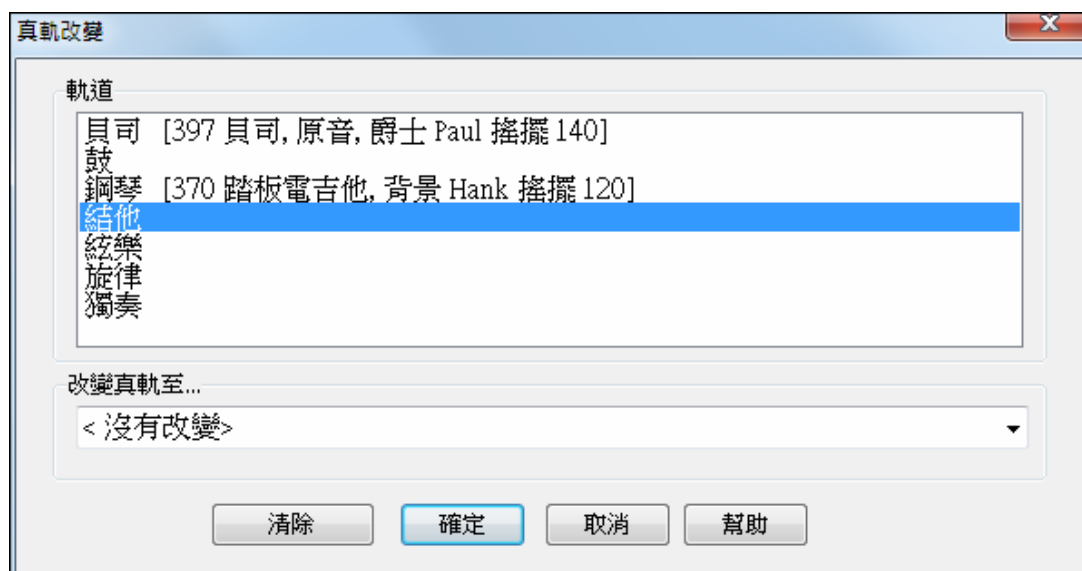 真軌改變
軌道
貝司 [397 貝司, 原音, 爵士 Paul 搖擺 140]
鼓
鋼琴 [370 踏板電吉他, 背景 Hank 搖擺 120]
結他
絃樂
旋律
獨奏
改變真軌至...
< 沒有改變>
清除 確定 取消 幫助